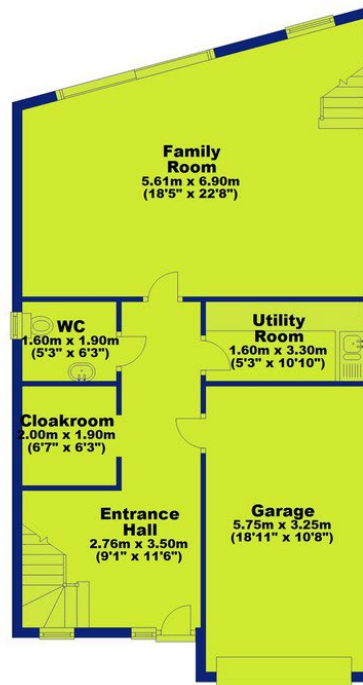 Family
Room
5.61m x 6.90m
(18'5" x 22'8")
WC
1.60m x 1.90m
(5'3" x 6'3")
Utility
Room
1.60m x 3.30m
(5'3" x 10'10")
Cloakroom
2.00m x 1.90m
(6'7" x 6'3")
Entrance
Hall
2.76m x 3.50m
(9'1" x 11'6")
Garage
5.75m x 3.25m
(18'11" x 10'8")